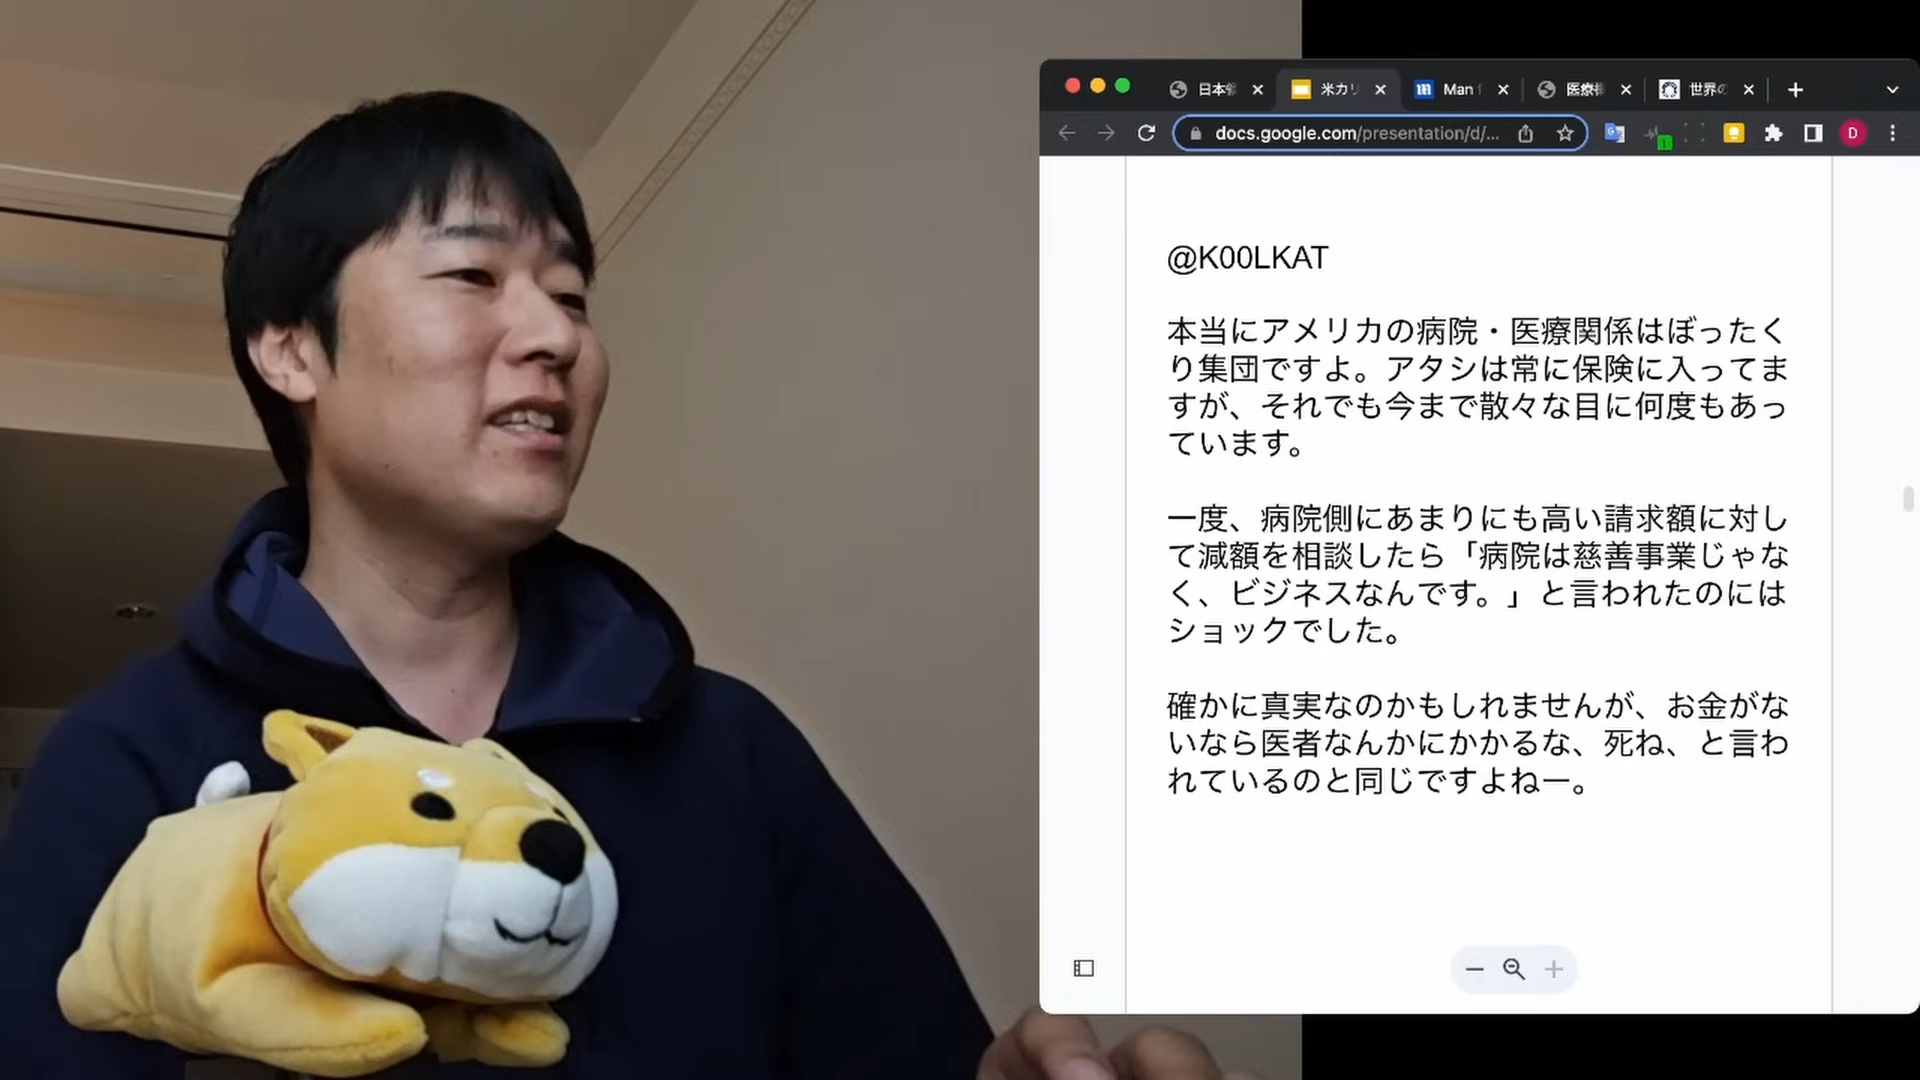 日本
米カリ
Man
医療
世界の
docs.google.com/presentation/d/...
D
@K00LKAT
本当にアメリカの病院・医療関係はぼったく
り集団ですよ。アタシは常に保険に入ってま
すが、それでも今まで散々な目に何度もあっ
ています。
一度、病院側にあまりにも高い請求額に対し
て減額を相談したら「病院は慈善事業じゃな
く、ビジネスなんです。」と言われたのには
ショックでした。
確かに真実なのかもしれませんが、お金がな
いなら医者なんかにかかるな、死ね、と言わ
れているのと同じですよねー。